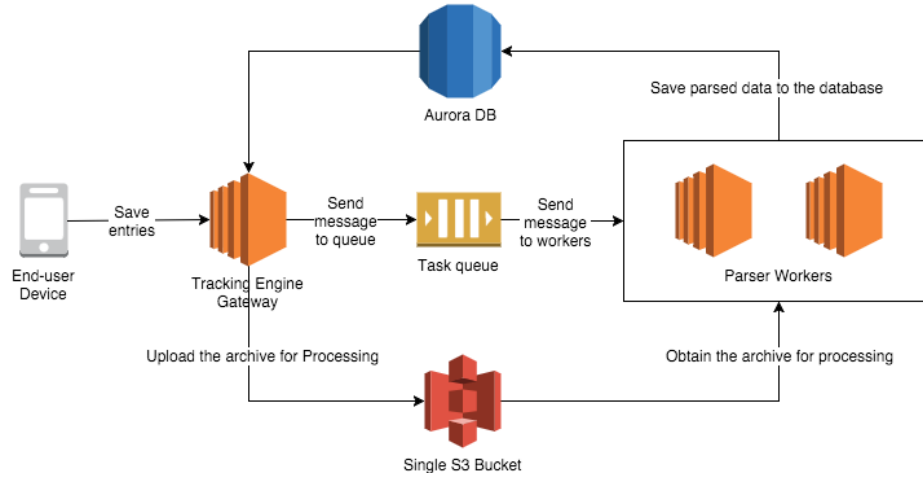 Save parsed data to the database
Aurora DB
Save
entries
Send
message
to queue
Send
message
to workers
End-user
Device
Tracking Engine
Gateway
Task queue
Parser Workers
Upload the archive for Processing
Obtain the archive for processing
Single S3 Bucket